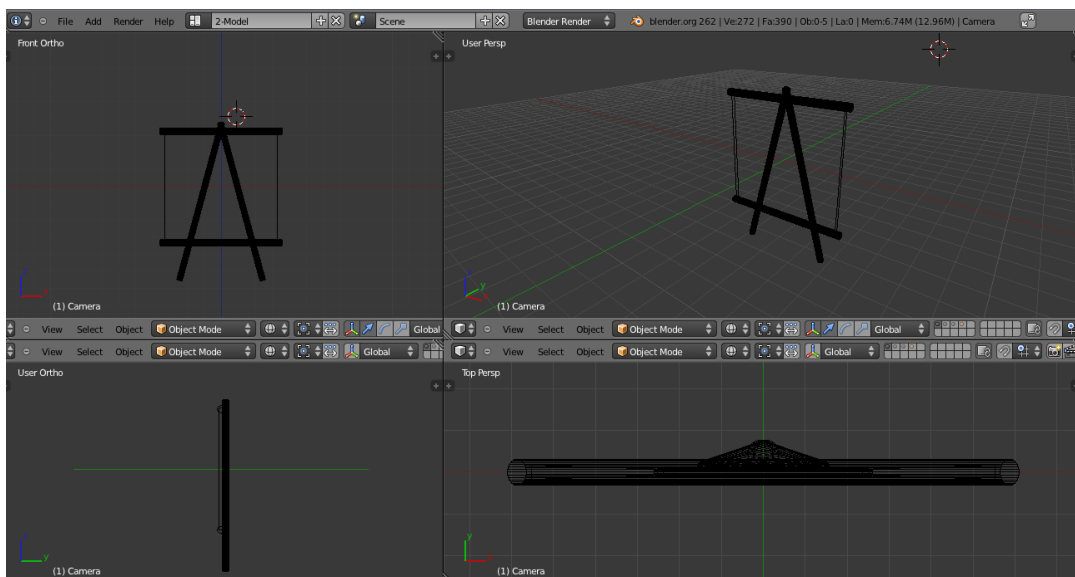 File Add Render Help 2-Model Scene Blender Render blender.org 262 | Ve:272 | Fa:390 | Ob:0-5 | La:0 | Mem:6.74M (12.96M) | Camera
Front Ortho
User Persp
(1) Camera
(1) Camera
View Select Object Object Mode Global
View Select Object Object Mode Global
View Select Object Object Mode Global
View Select Object Object Mode Global
User Ortho
Top Persp
y
y
x
(1) Camera
(1) Camera